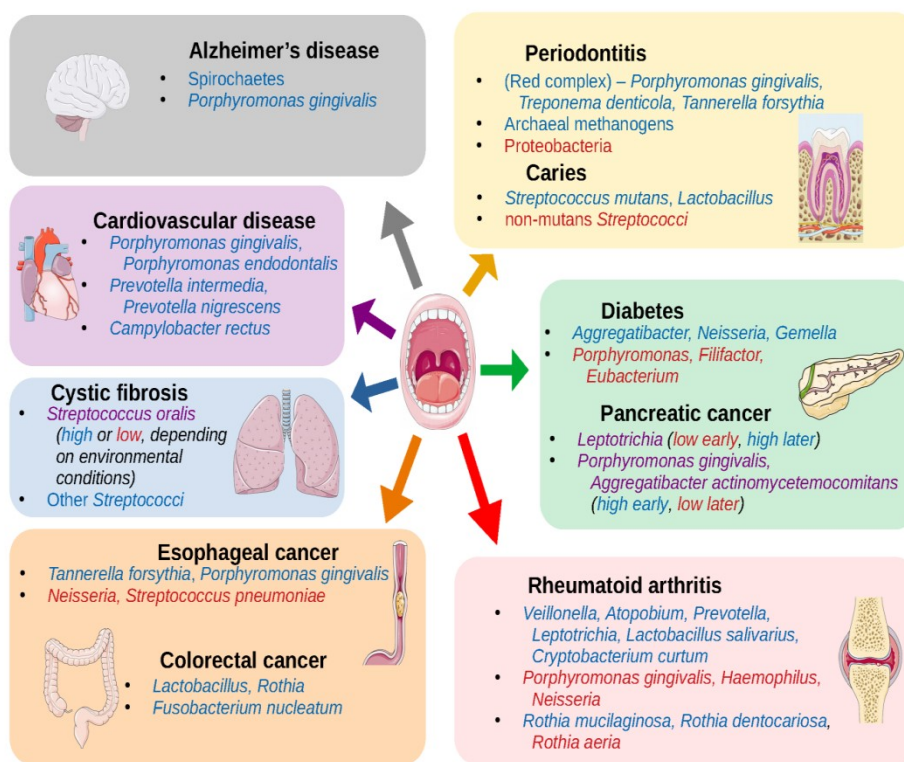 Alzheimer's disease
• Spirochaetes
• Porphyromonas gingivalis
Periodontitis
• (Red complex) – Porphyromonas gingivalis,
Treponema denticola, Tannerella forsythia
• Archaeal methanogens
• Proteobacteria
Caries
• Streptococcus mutans, Lactobacillus
• non-mutans Streptococci
Cardiovascular disease
• Porphyromonas gingivalis,
Porphyromonas endodontalis
• Prevotella intermedia,
Prevotella nigrescens
• Campylobacter rectus
Diabetes
• Aggregatibacter, Neisseria, Gemella
• Porphyromonas, Filifactor,
Eubacterium
Pancreatic cancer
• Leptotrichia (low early, high later)
• Porphyromonas gingivalis,
Aggregatibacter actinomycetemcomitans
(high early, low later)
Cystic fibrosis
• Streptococcus oralis
(high or low, depending
on environmental
conditions)
• Other Streptococci
Esophageal cancer
• Tannerella forsythia, Porphyromonas gingivalis
• Neisseria, Streptococcus pneumoniae
Colorectal cancer
• Lactobacillus, Rothia
• Fusobacterium nucleatum
Rheumatoid arthritis
• Veillonella, Atopobium, Prevotella,
Leptotrichia, Lactobacillus salivarius,
Cryptobacterium curtum
• Porphyromonas gingivalis, Haemophilus,
Neisseria
• Rothia mucilaginosa, Rothia dentocariosa,
Rothia aeria